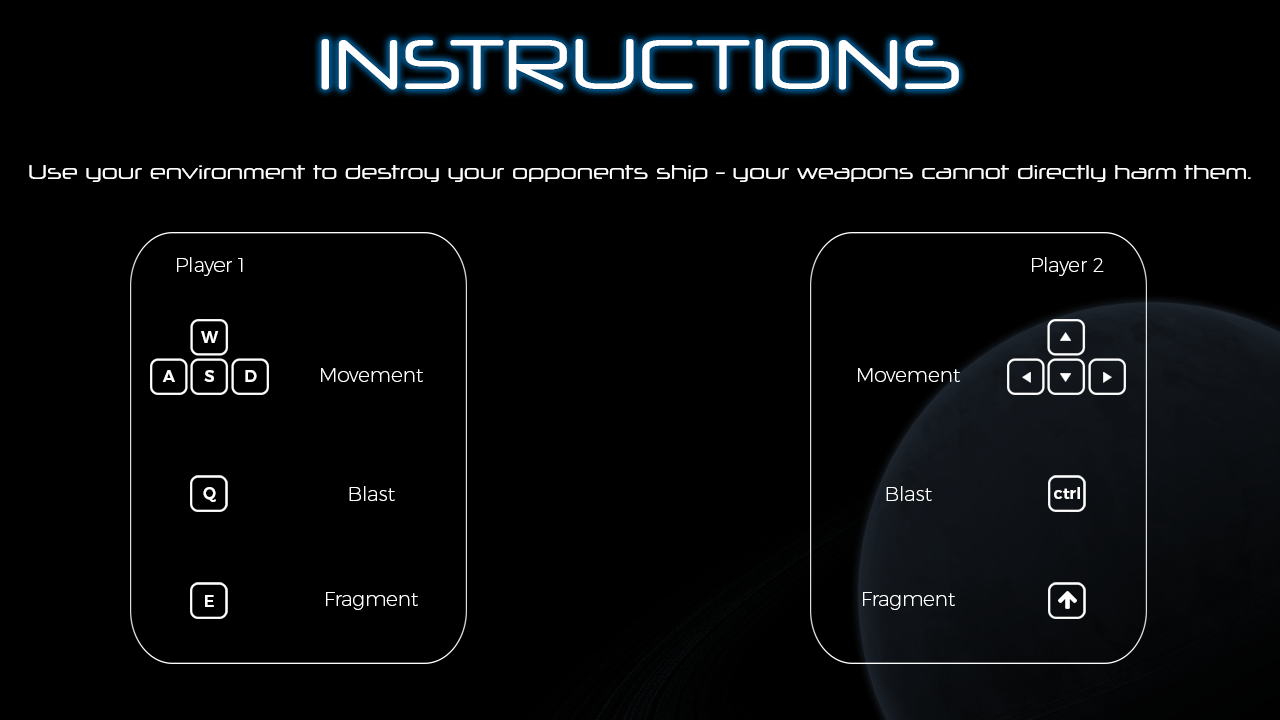 INSTRUCTIONS
Use your environment to destroy your opponents ship - your weapons cannot directly harm them.
Player 1
W
A S D
Movement
Q
Blast
E
Fragment
Player 2
Movement
Blast
ctrl
Fragment